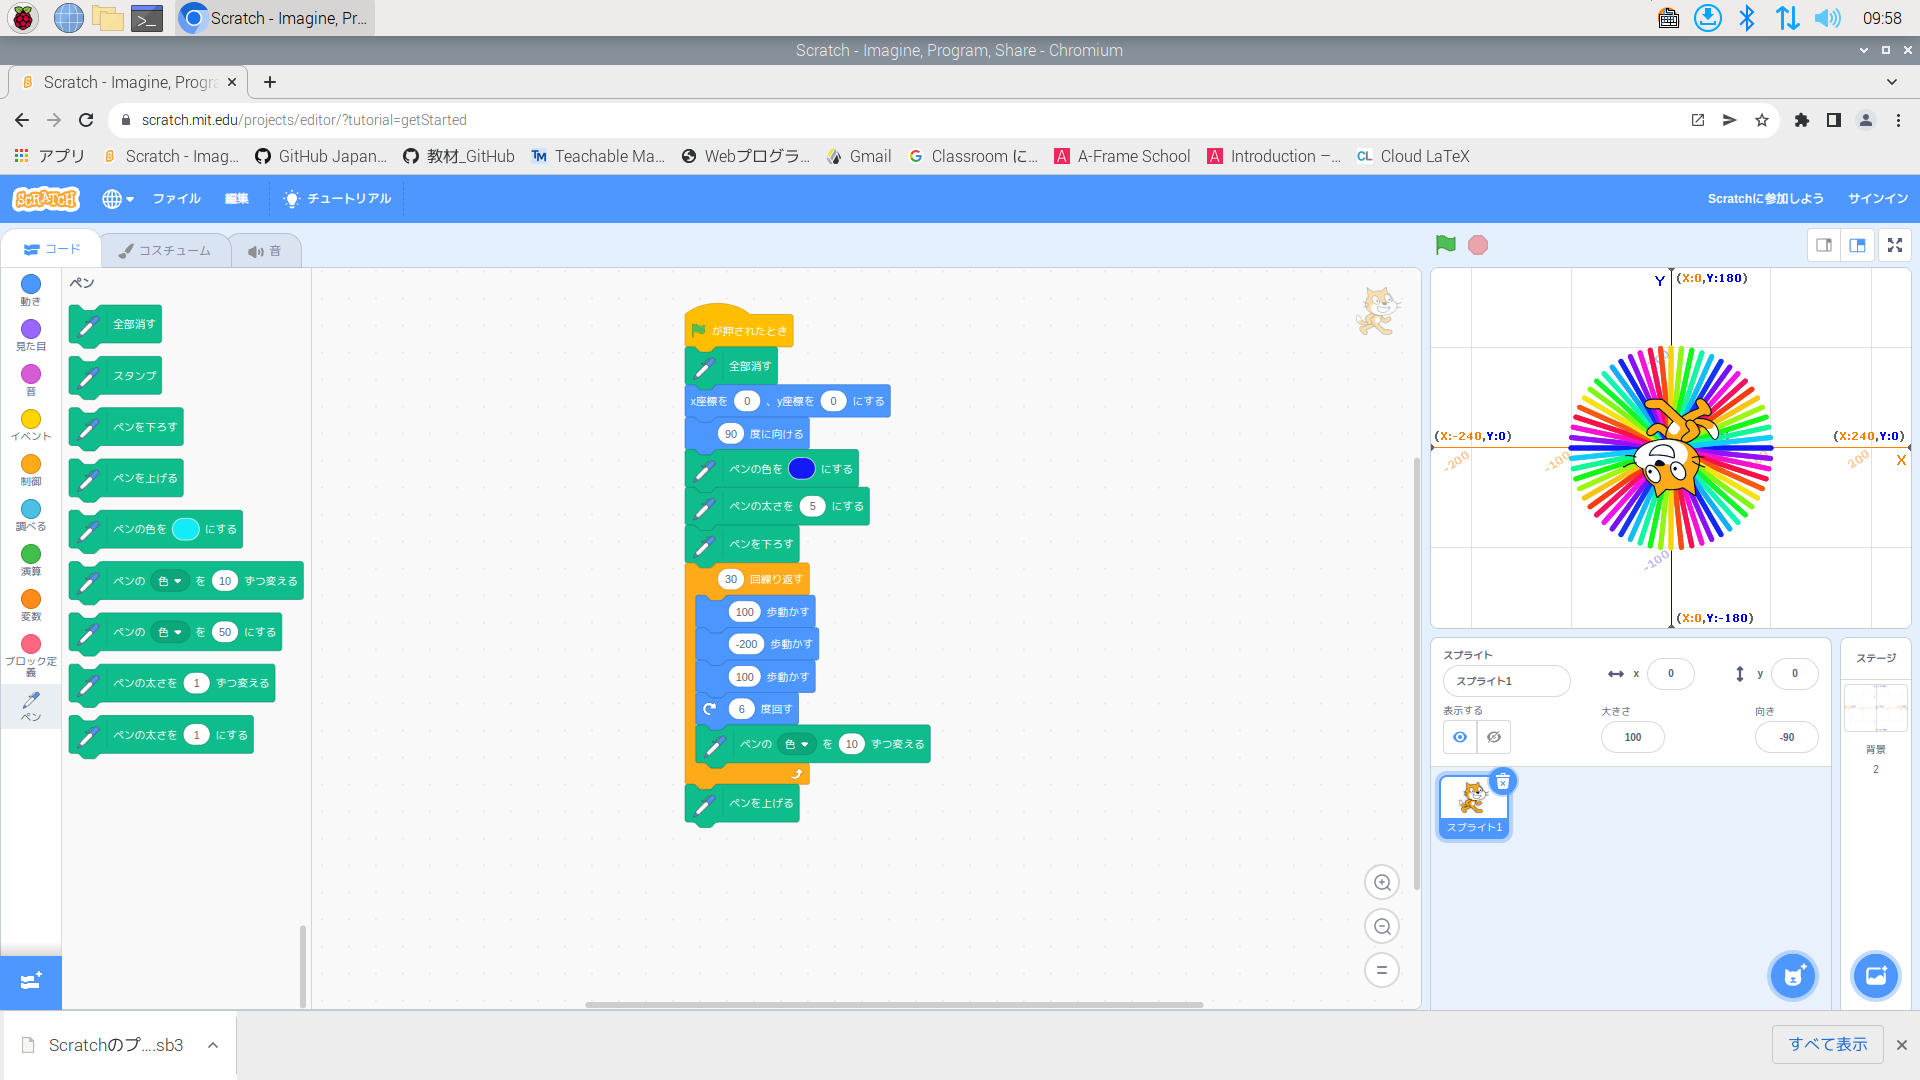 Scratch - Imagine, Pr...
09:58
Scratch - Imagine, Program, Share - Chromium
Scratch - Imagine, Progra
scratch.mit.edu/projects/editor/?tutorial=getStarted
アプリ
Scratch - Imag...
GitHub Japan...
教材_GitHub
Teachable Ma...
Webプログラ...
Gmail
Classroom に...
A-Frame School
Introduction –...
Cloud LaTeX
SCRATCH
ファイル
編集
チュートリアル
Scratchに参加しよう
サインイン
コード
コスチューム
音
動き
見た目
音
イベント
制御
調べる
演算
変数
ブロック定
義
ペン
ペン
全部消す
スタンプ
ペンを下ろす
ペンを上げる
ペンの色を にする
ペンの 色 を 10 ずつ変える
ペンの 色 を 50 にする
ペンの太さを 1 ずつ変える
ペンの太さを 1 にする
が押されたとき
全部消す
x座標を 0 、y座標を 0 にする
90 度に向ける
ペンの色を にする
ペンの太さを 5 にする
ペンを下ろす
30 回繰り返す
100 歩動かす
-200 歩動かす
100 歩動かす
6 度回す
ペンの 色 を 10 ずつ変える
ペンを上げる
Y (X:0,Y:180)
(X:-240,Y:0)
(X:240,Y:0)
-200
-100
200
X
-100
(X:0,Y:-180)
スプライト
スプライト1
x 0
y 0
表示する
大きさ
100
向き
-90
スプライト1
ステージ
背景
2
Scratchのプ....sb3
すべて表示